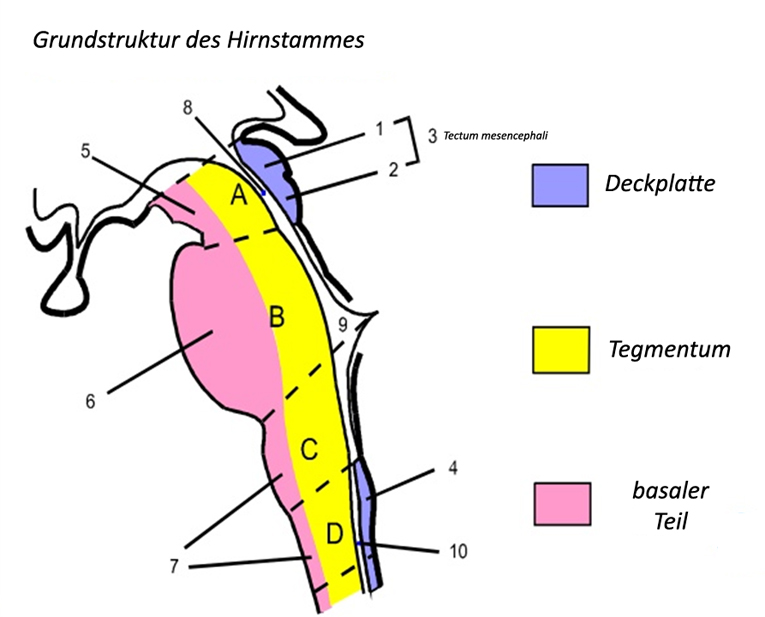 Grundstruktur des Hirnstammes
8
1
3 Tectum mesencephali
5
2
Deckplatte
A
B
9
Tegmentum
6
C
4
basaler
Teil
D
10
7